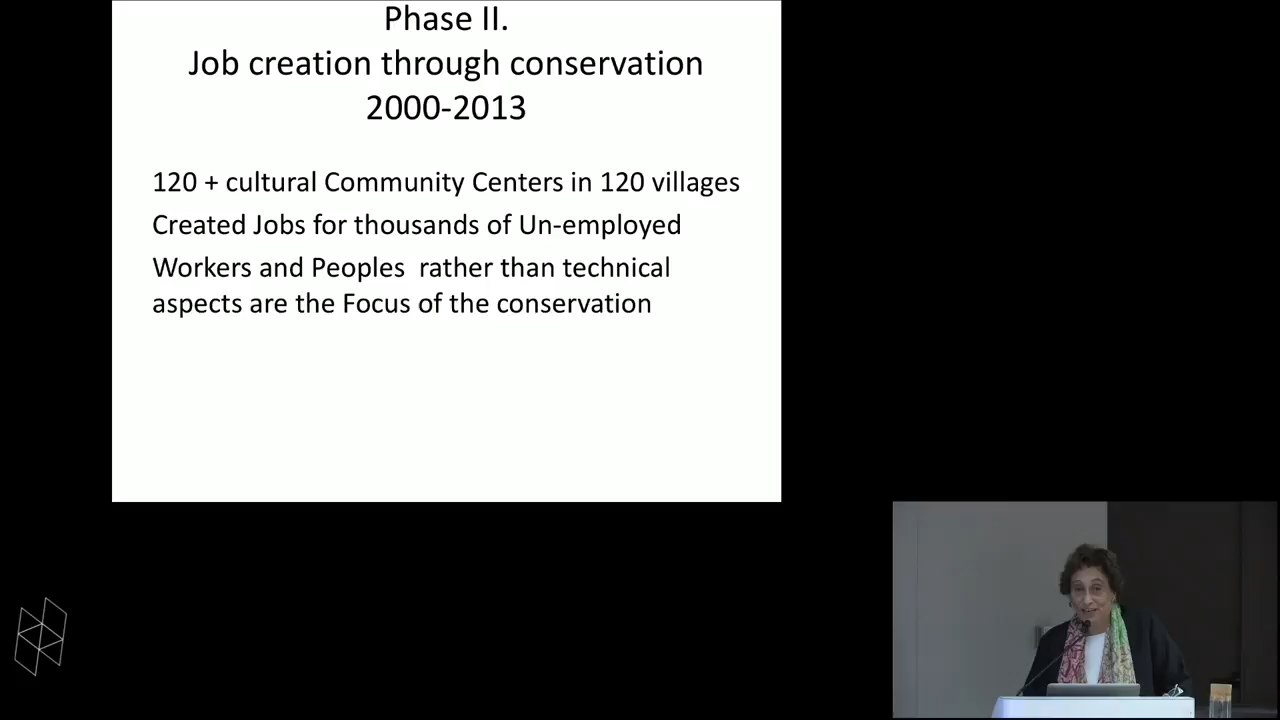 Phase II.
Job creation through conservation
2000-2013
120 + cultural Community Centers in 120 villages
Created Jobs for thousands of Un-employed
Workers and Peoples  rather than technical
aspects are the Focus of the conservation